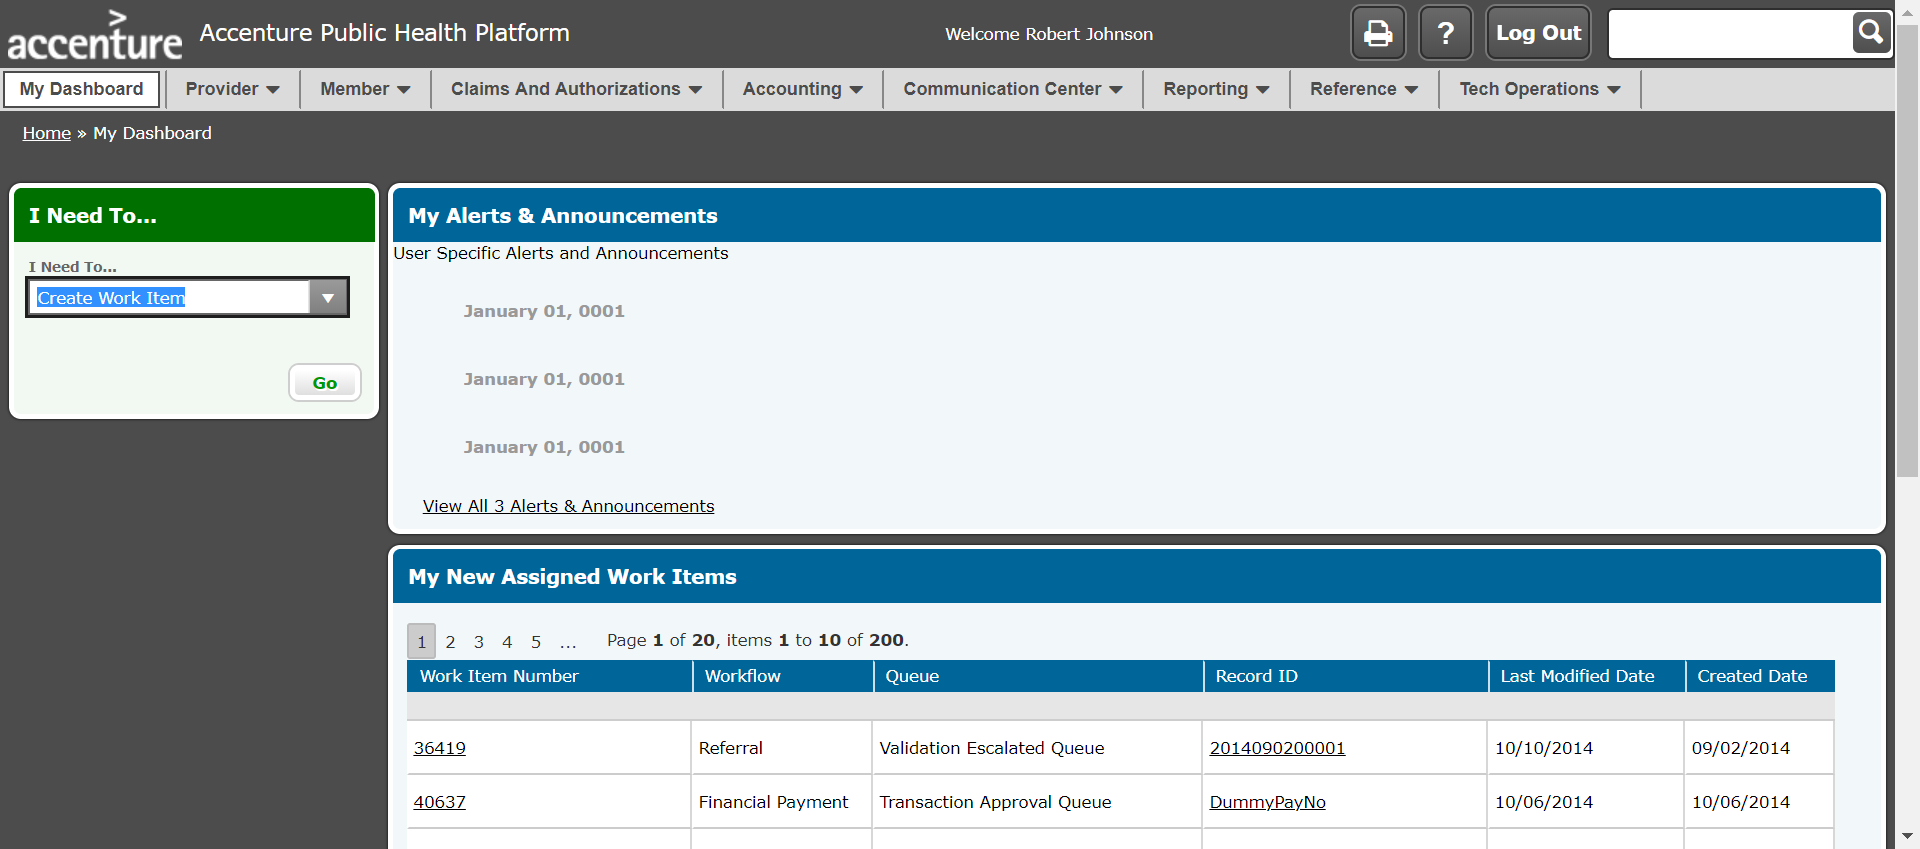 accenture
Accenture Public Health Platform
Welcome Robert Johnson
?
Log Out
My Dashboard
Provider
Member
Claims And Authorizations
Accounting
Communication Center
Reporting
Reference
Tech Operations
Home » My Dashboard
I Need To...
I Need To...
Create Work Item
Go
My Alerts & Announcements
User Specific Alerts and Announcements
January 01, 0001
January 01, 0001
January 01, 0001
View All 3 Alerts & Announcements
My New Assigned Work Items
1 2 3 4 5 ... Page 1 of 20, items 1 to 10 of 200.
Work Item Number Workflow Queue Record ID Last Modified Date Created Date
36419 Referral Validation Escalated Queue 2014090200001 10/10/2014 09/02/2014
40637 Financial Payment Transaction Approval Queue DummyPayNo 10/06/2014 10/06/2014